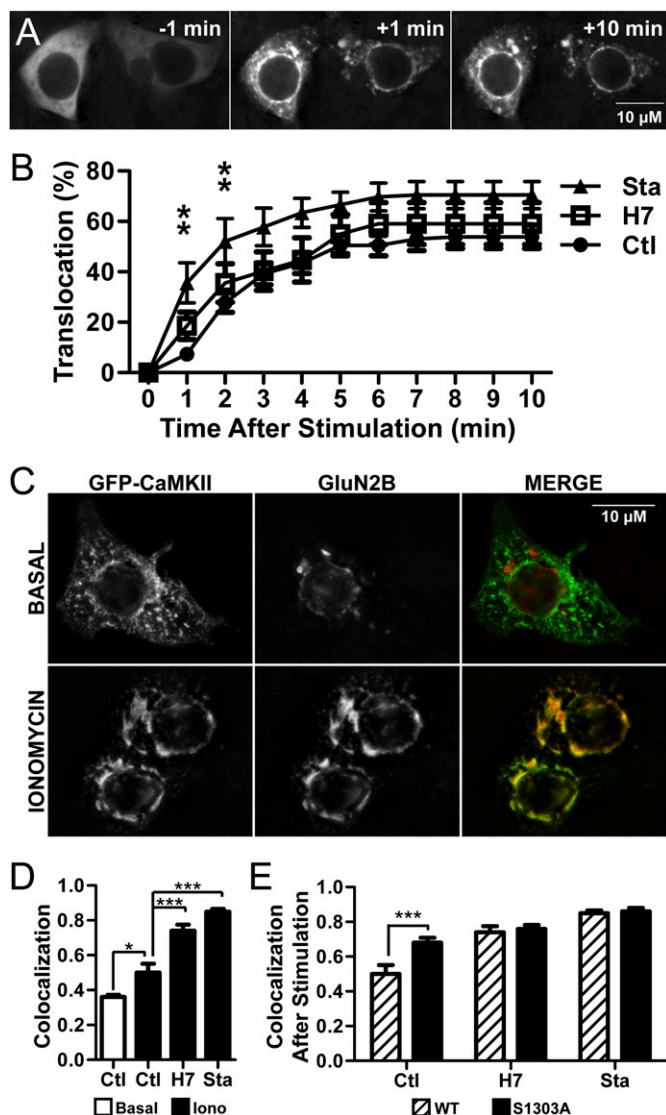 A
-1 min
+1 min
+10 min
10 µM
B
**
**
Translocation (%)
80
60
40
20
0
Sta
H7
Ctl
0 1 2 3 4 5 6 7 8 9 10
Time After Stimulation (min)
C
GFP-CaMKII GluN2B MERGE
10 µM
BASAL
IONOMYCIN
D
Colocalization
1.0
0.8
0.6
0.4
0.2
0.0
*
***
***
Ctl Ctl H7 Sta
Basal Iono
E
Colocalization
After Stimulation
1.0
0.8
0.6
0.4
0.2
0.0
***
Ctl H7 Sta
WT S1303A